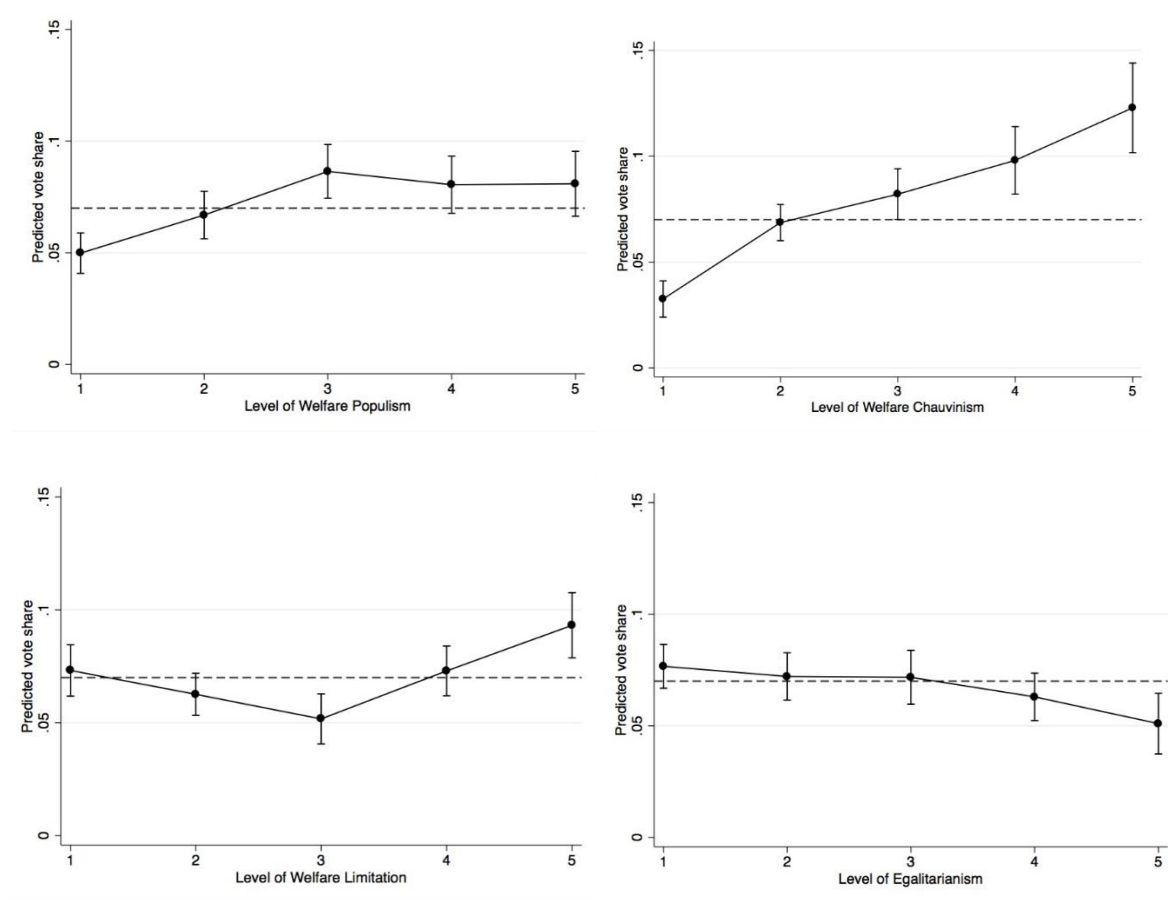 .15
.1
.05
0
Predicted vote share
1 2 3 4 5
Level of Welfare Populism
.15
.1
.05
0
Predicted vote share
1 2 3 4 5
Level of Welfare Chauvinism
.15
.1
.05
0
Predicted vote share
1 2 3 4 5
Level of Welfare Limitation
.15
.1
.05
0
Predicted vote share
1 2 3 4 5
Level of Egalitarianism